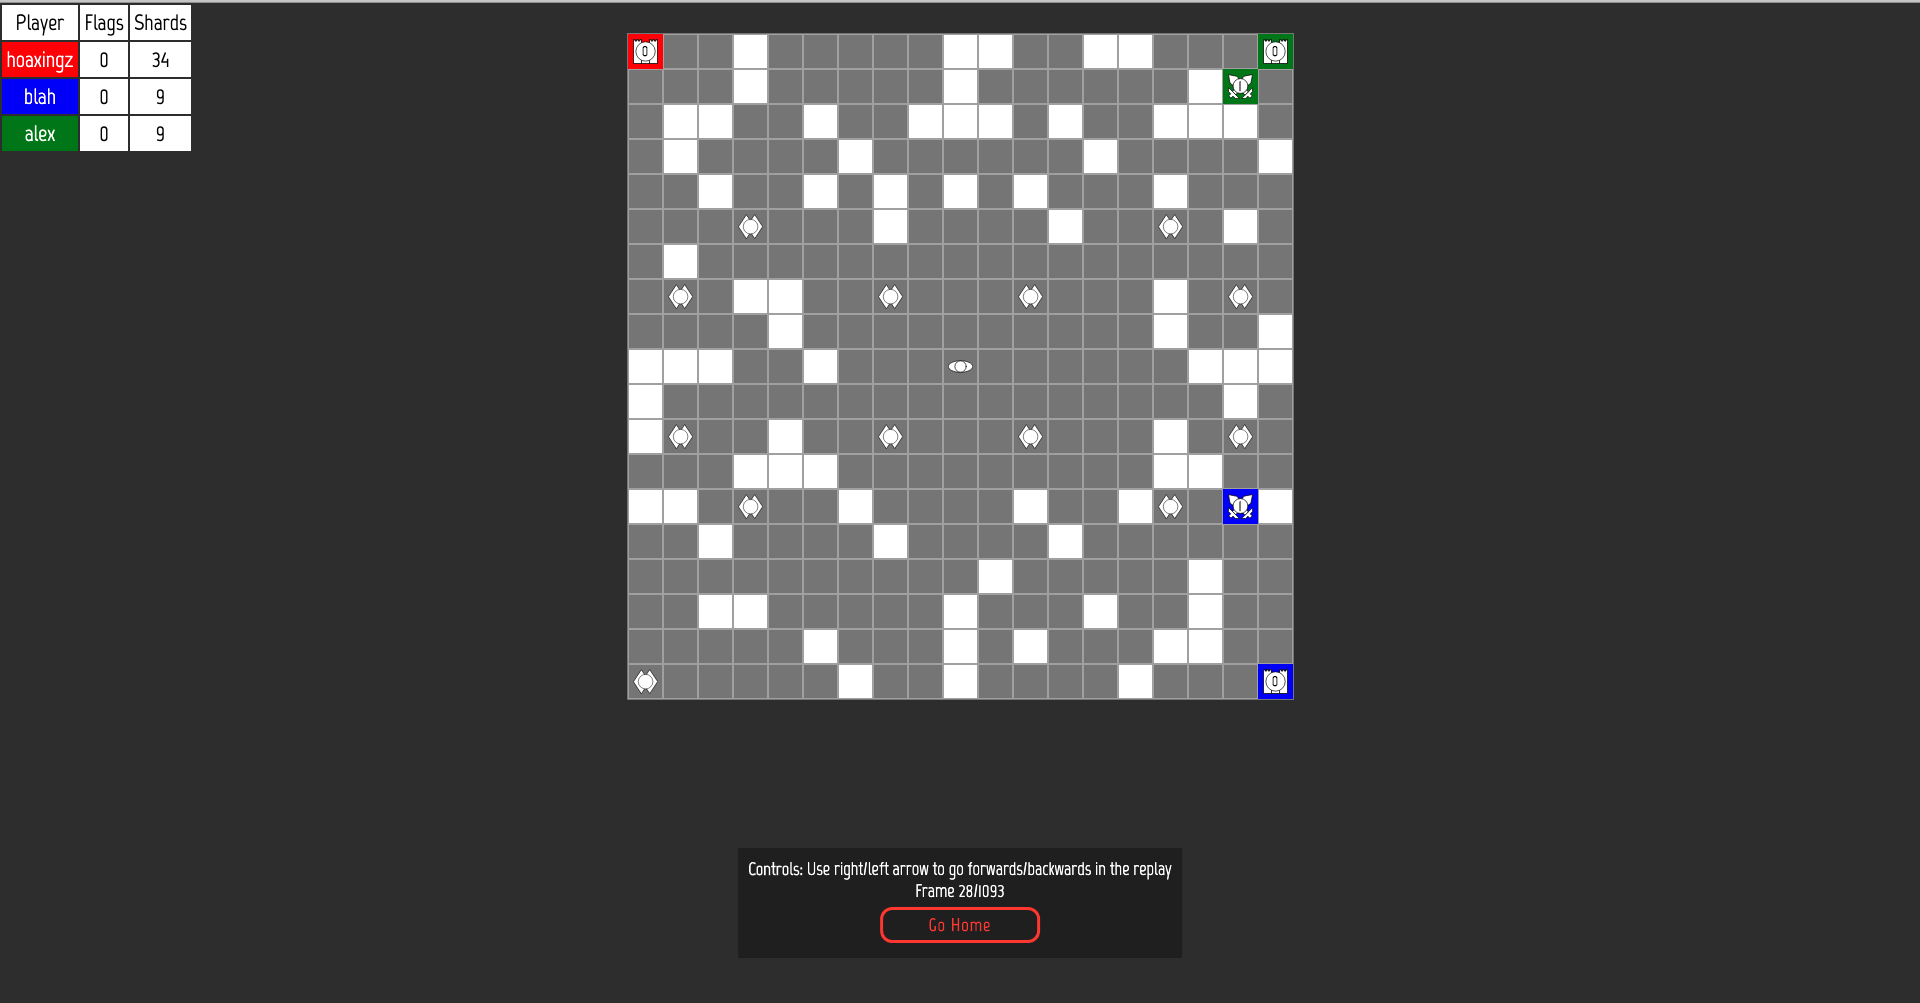 Player Flags Shards
hoaxingz 0 34
blah 0 9
alex 0 9
0 0
1
1
0
Controls: Use right/left arrow to go forwards/backwards in the replay
Frame 28/1093
Go Home